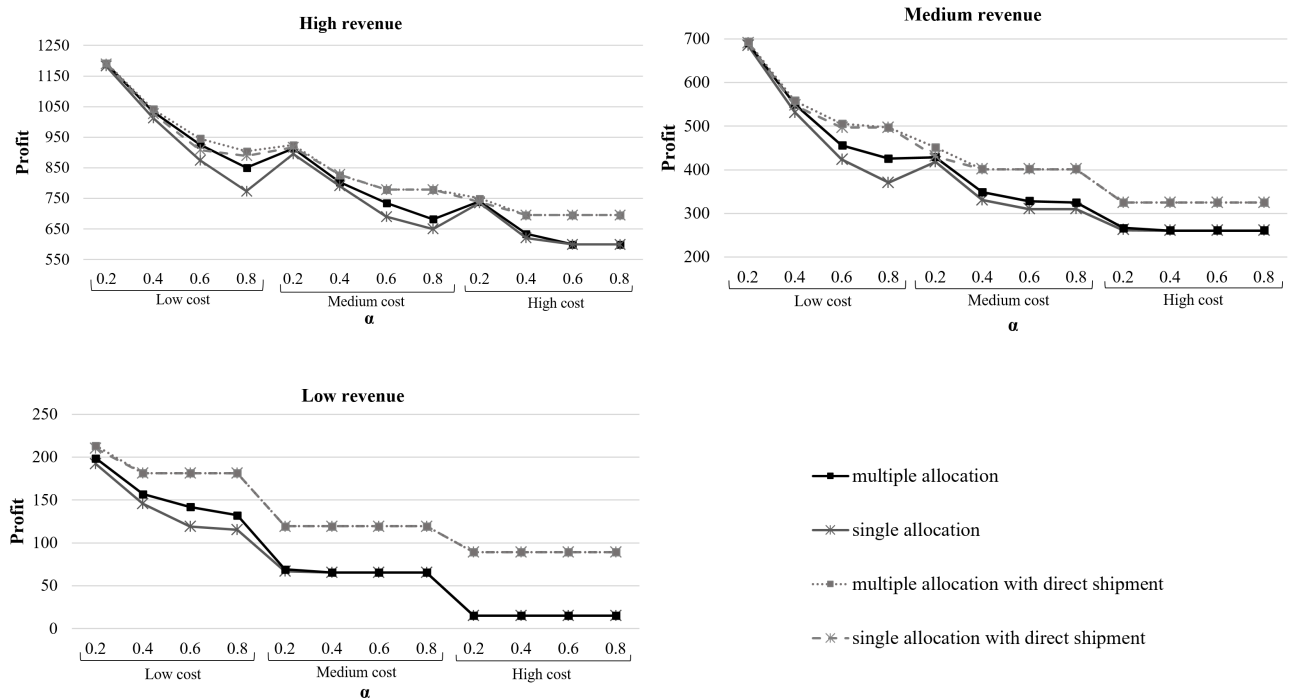 High revenue
1250
1150
1050
950
850
750
650
550
Profit
0.2 0.4 0.6 0.8 0.2 0.4 0.6 0.8 0.2 0.4 0.6 0.8
Low cost Medium cost High cost
α
Medium revenue
700
600
500
400
300
200
Profit
0.2 0.4 0.6 0.8 0.2 0.4 0.6 0.8 0.2 0.4 0.6 0.8
Low cost Medium cost High cost
α
Low revenue
250
200
150
100
50
0
Profit
0.2 0.4 0.6 0.8 0.2 0.4 0.6 0.8 0.2 0.4 0.6 0.8
Low cost Medium cost High cost
α
multiple allocation
single allocation
multiple allocation with direct shipment
single allocation with direct shipment